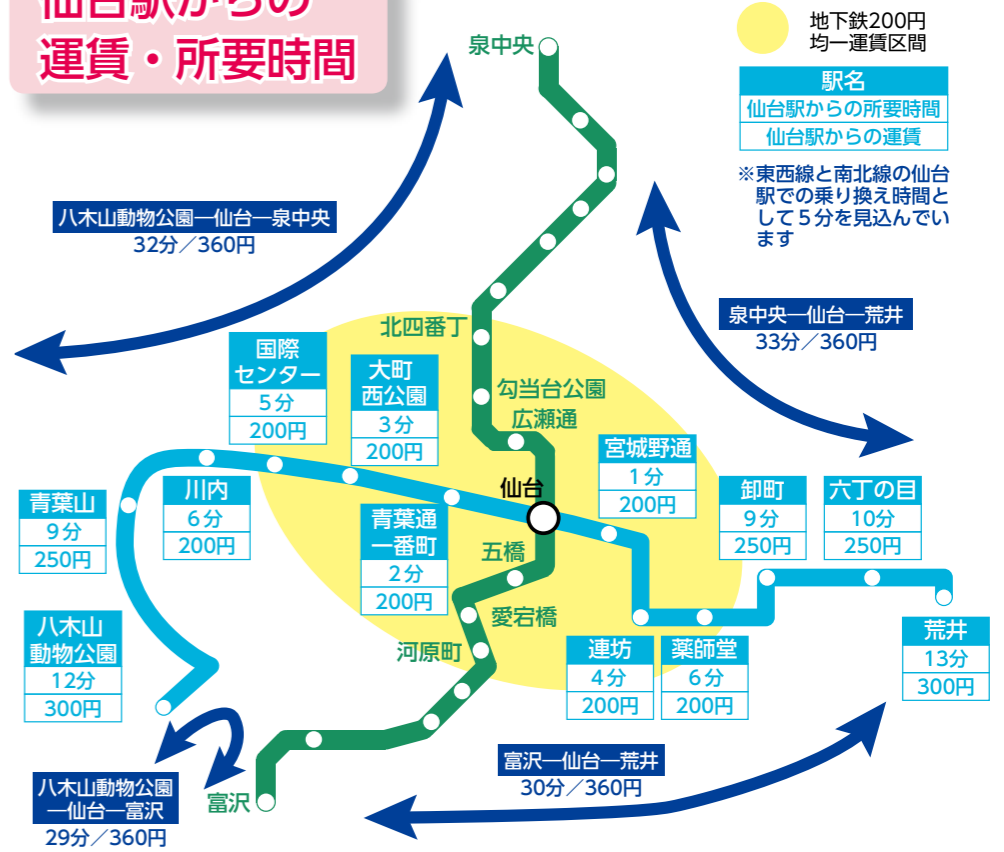 仙台駅からの
運賃・所要時間
地下鉄200円
均一運賃区間
駅名
仙台駅からの所要時間
仙台駅からの運賃
※東西線と南北線の仙台
駅での乗り換え時間と
して5分を見込んでい
ます
泉中央
八木山動物公園―仙台―泉中央
32分／360円
泉中央―仙台―荒井
33分／360円
北四番丁
国際
センター
5分
200円
大町
西公園
3分
200円
勾当台公園
広瀬通
宮城野通
1分
200円
仙台
青葉山
9分
250円
川内
6分
200円
青葉通
一番町
2分
200円
卸町
9分
250円
六丁の目
10分
250円
五橋
愛宕橋
河原町
八木山
動物公園
12分
300円
連坊
4分
200円
薬師堂
6分
200円
荒井
13分
300円
富沢―仙台―荒井
30分／360円
八木山動物公園
―仙台―富沢
29分／360円
富沢